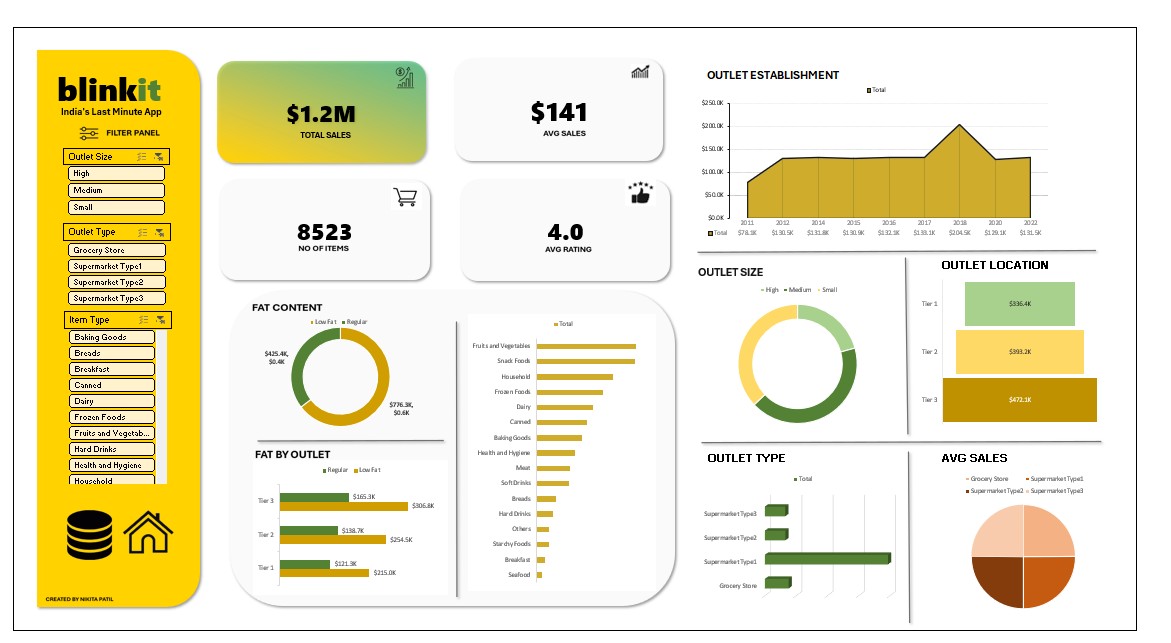 blinkit
India's Last Minute App
FILTER PANEL
Outlet Size
High
Medium
Small
Outlet Type
Grocery Store
Supermarket Type1
Supermarket Type2
Supermarket Type3
Item Type
Baking Goods
Breads
Breakfast
Canned
Dairy
Frozen Foods
Fruits and Vegetab...
Hard Drinks
Health and Hygiene
Household
CREATED BY NIKITA PATIL
$1.2M
TOTAL SALES
$141
AVG SALES
8523
NO OF ITEMS
4.0
AVG RATING
FAT CONTENT
Low Fat Regular
$425.4K,
$0.4K
$776.3K,
$0.6K
FAT BY OUTLET
Regular Low Fat
Tier 3 $165.3K
$306.8K
Tier 2 $138.7K
$254.5K
Tier 1 $121.3K
$215.0K
Total
Fruits and Vegetables
Snack Foods
Household
Frozen Foods
Dairy
Canned
Baking Goods
Health and Hygiene
Meat
Soft Drinks
Breads
Hard Drinks
Others
Starchy Foods
Breakfast
Seafood
OUTLET ESTABLISHMENT
Total
$250.0K
$200.0K
$150.0K
$100.0K
$50.0K
$0.0K
2011 2012 2014 2015 2016 2017 2018 2020 2022
Total $78.1K $130.5K $131.8K $130.9K $132.1K $133.1K $204.5K $129.1K $131.5K
OUTLET SIZE
High Medium Small
OUTLET LOCATION
Tier 1 $336.4K
Tier 2 $393.2K
Tier 3 $472.1K
OUTLET TYPE
Total
Supermarket Type3
Supermarket Type2
Supermarket Type1
Grocery Store
AVG SALES
Grocery Store Supermarket Type1
Supermarket Type2 Supermarket Type3